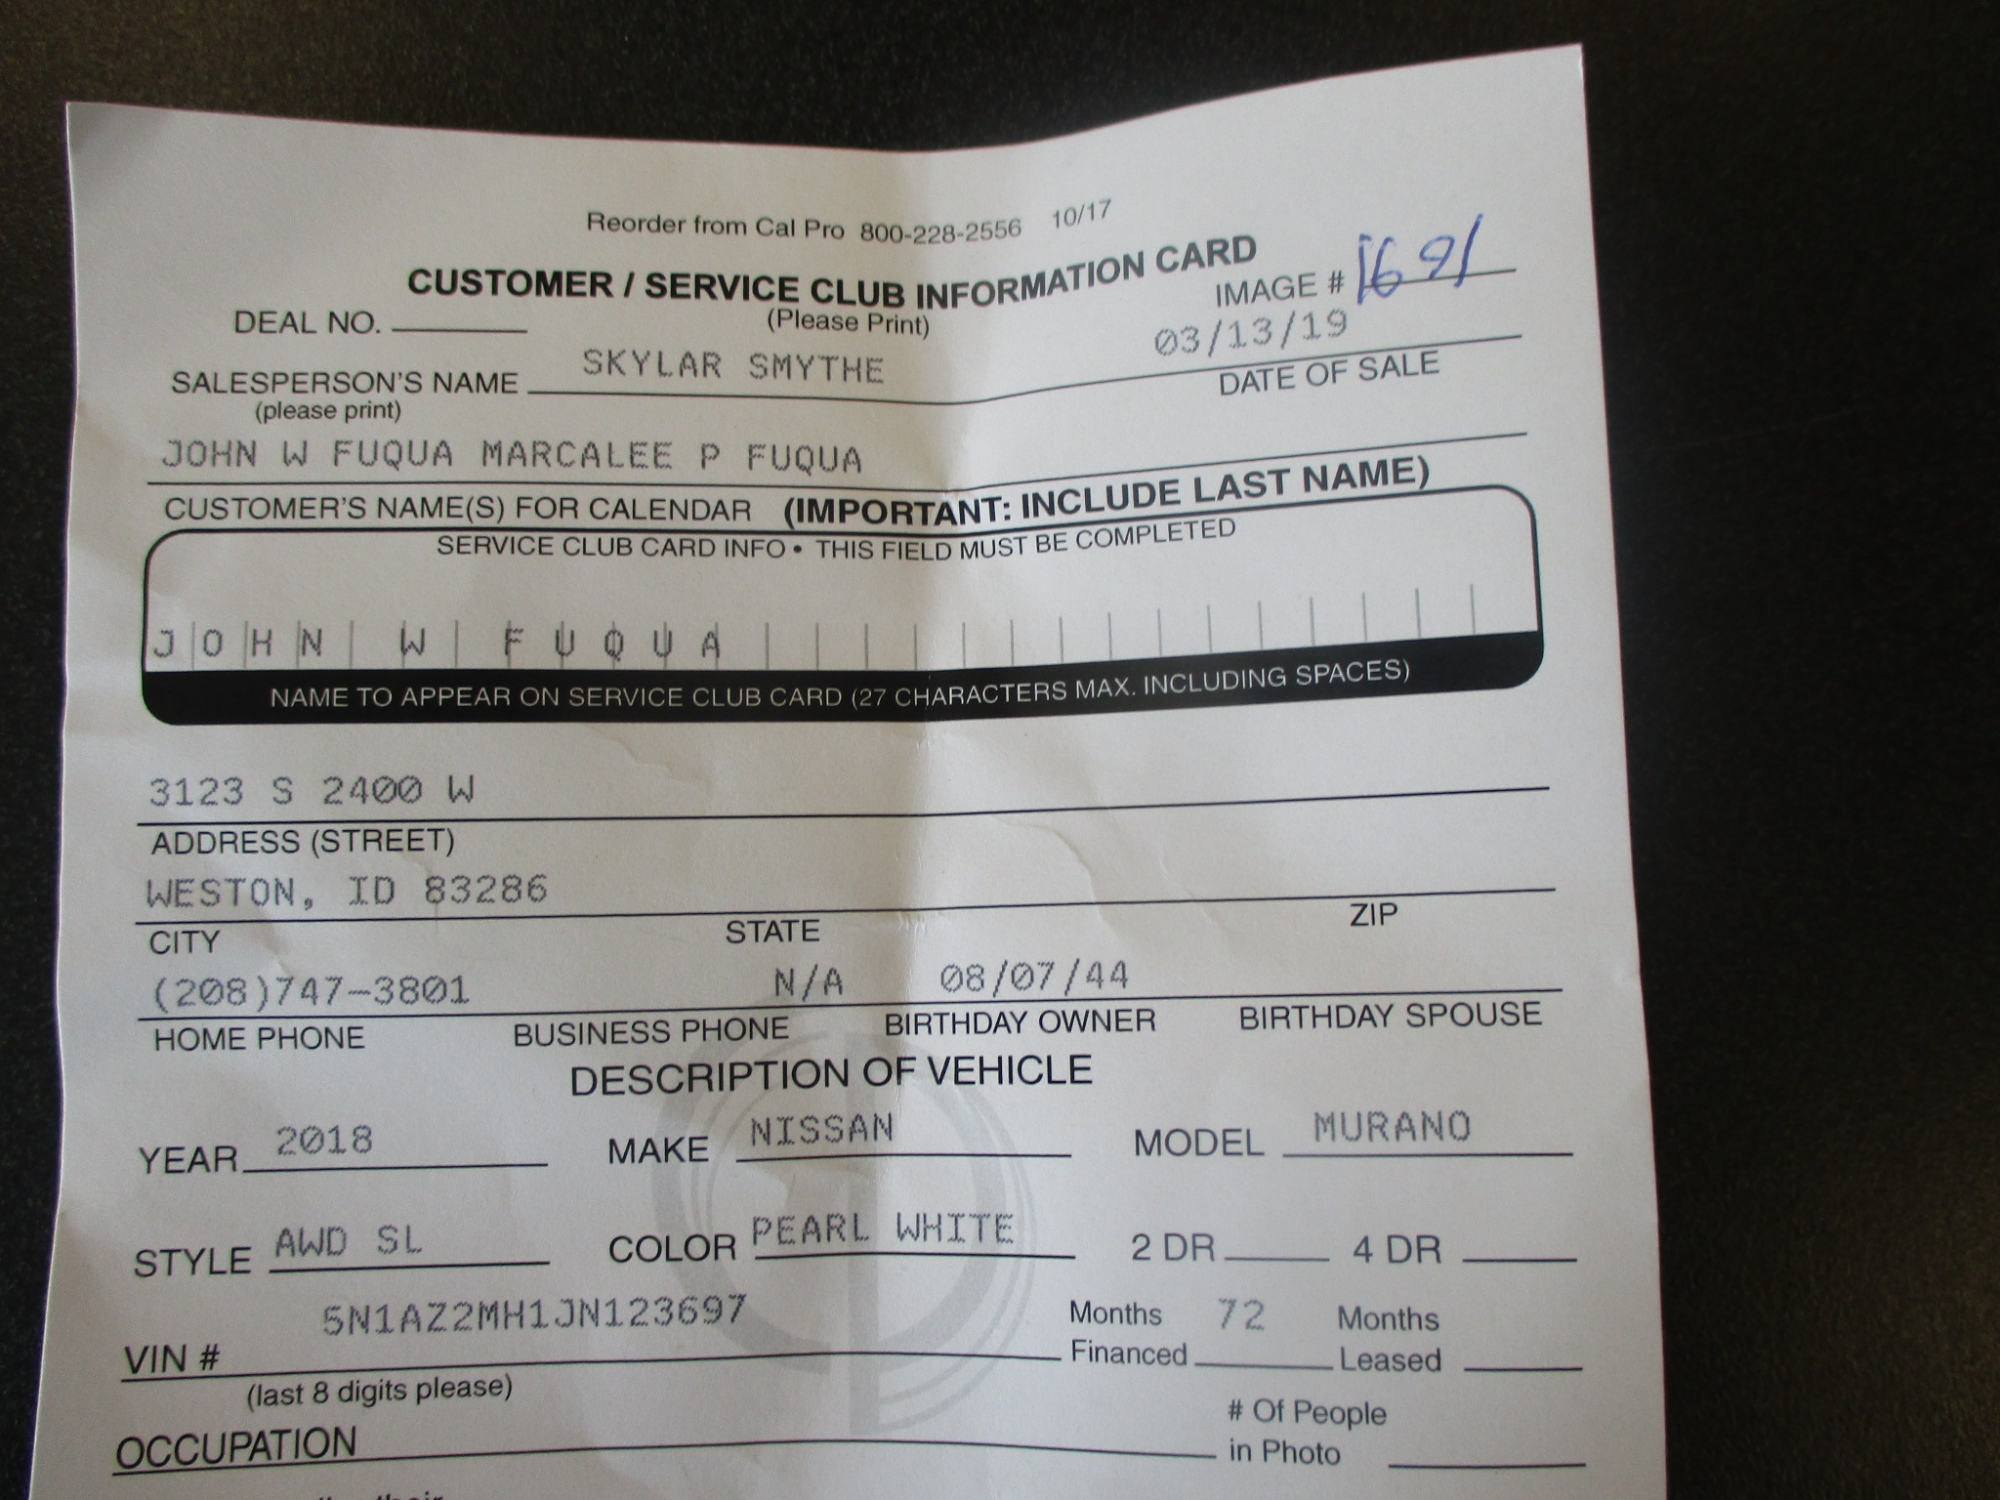 Reorder from Cal Pro 800-228-2556 10/17
CUSTOMER / SERVICE CLUB INFORMATION CARD
(Please Print)
IMAGE # 1691
DEAL NO.
03/13/19
DATE OF SALE
SALESPERSON'S NAME SKYLAR SMYTHE
(please print)
JOHN W FUQUA MARCALEE P FUQUA
CUSTOMER'S NAME(S) FOR CALENDAR (IMPORTANT: INCLUDE LAST NAME)
SERVICE CLUB CARD INFO • THIS FIELD MUST BE COMPLETED
JOHN W FUQUA
NAME TO APPEAR ON SERVICE CLUB CARD (27 CHARACTERS MAX. INCLUDING SPACES)
3123 S 2400 W
ADDRESS (STREET)
WESTON, ID 83286
CITY STATE ZIP
(208)747-3801 N/A 08/07/44
HOME PHONE BUSINESS PHONE BIRTHDAY OWNER BIRTHDAY SPOUSE
DESCRIPTION OF VEHICLE
YEAR 2018 MAKE NISSAN MODEL MURANO
STYLE AWD SL COLOR PEARL WHITE 2 DR 4 DR
VIN # 5N1AZ2MH1JN123697
(last 8 digits please)
Months Financed 72 Months Leased
OCCUPATION
# Of People
in Photo